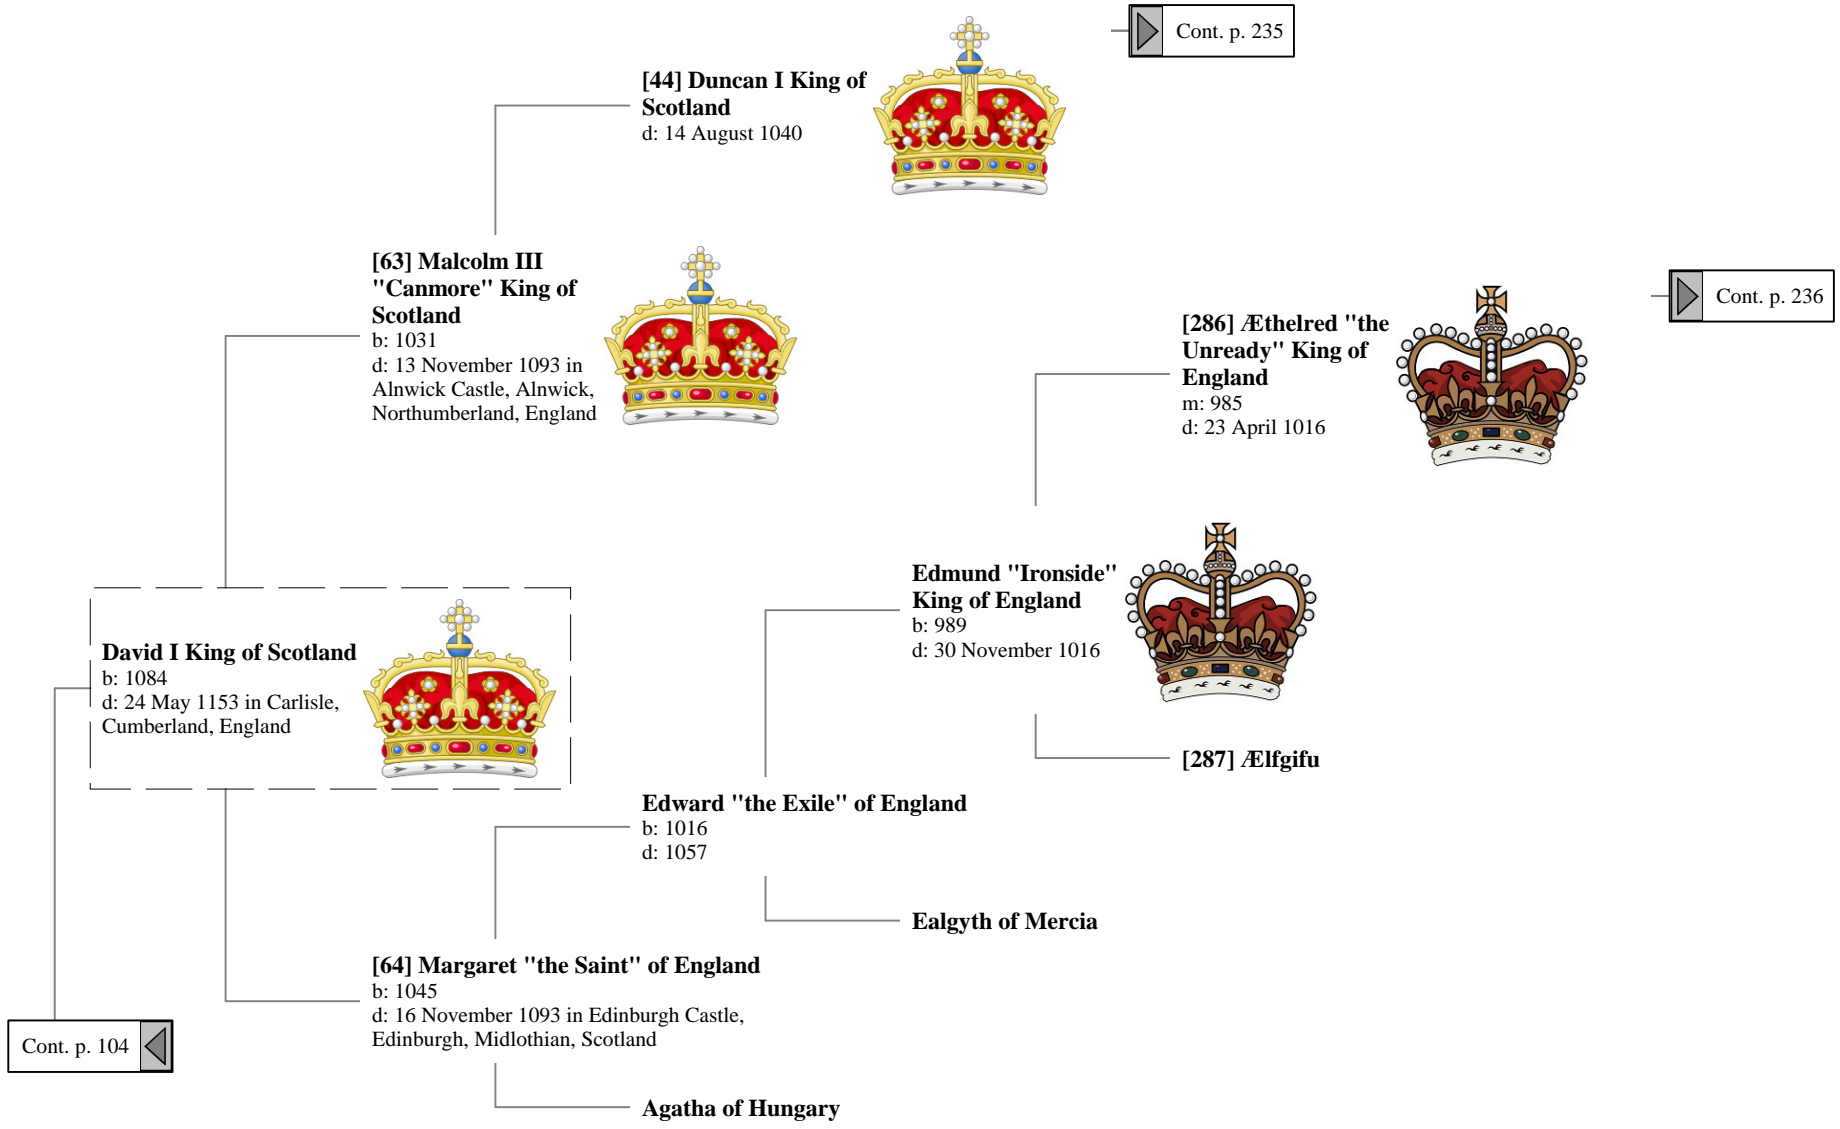 Cont. p. 235
[44] Duncan I King of
Scotland
d: 14 August 1040
[63] Malcolm III
"Canmore" King of
Scotland
b: 1031
d: 13 November 1093 in
Alnwick Castle, Alnwick,
Northumberland, England
Cont. p. 236
[286] Æthelred "the
Unready" King of
England
m: 985
d: 23 April 1016
Edmund "Ironside"
King of England
b: 989
d: 30 November 1016
David I King of Scotland
b: 1084
d: 24 May 1153 in Carlisle,
Cumberland, England
[287] Ælfgifu
Edward "the Exile" of England
b: 1016
d: 1057
Ealgyth of Mercia
[64] Margaret "the Saint" of England
b: 1045
d: 16 November 1093 in Edinburgh Castle,
Edinburgh, Midlothian, Scotland
Cont. p. 104
Agatha of Hungary